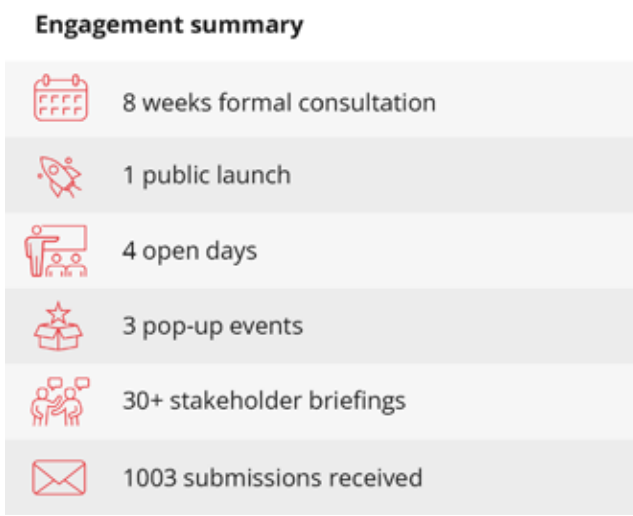 Engagement summary
8 weeks formal consultation
1 public launch
4 open days
3 pop-up events
30+ stakeholder briefings
1003 submissions received